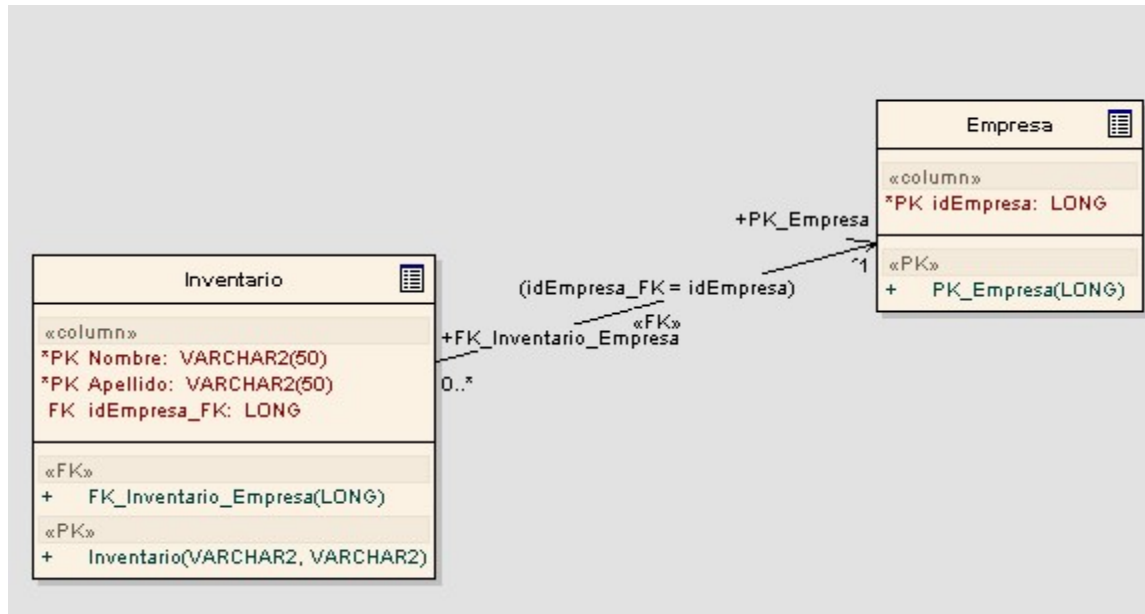 Empresa
«column»
*PK idEmpresa: LONG
«PK»
+ PK_Empresa(LONG)
+PK_Empresa
1
(idEmpresa_FK = idEmpresa)
«FK»
+FK_Inventario_Empresa
0..*
Inventario
«column»
*PK Nombre: VARCHAR2(50)
*PK Apellido: VARCHAR2(50)
FK idEmpresa_FK: LONG
«FK»
+ FK_Inventario_Empresa(LONG)
«PK»
+ Inventario(VARCHAR2, VARCHAR2)